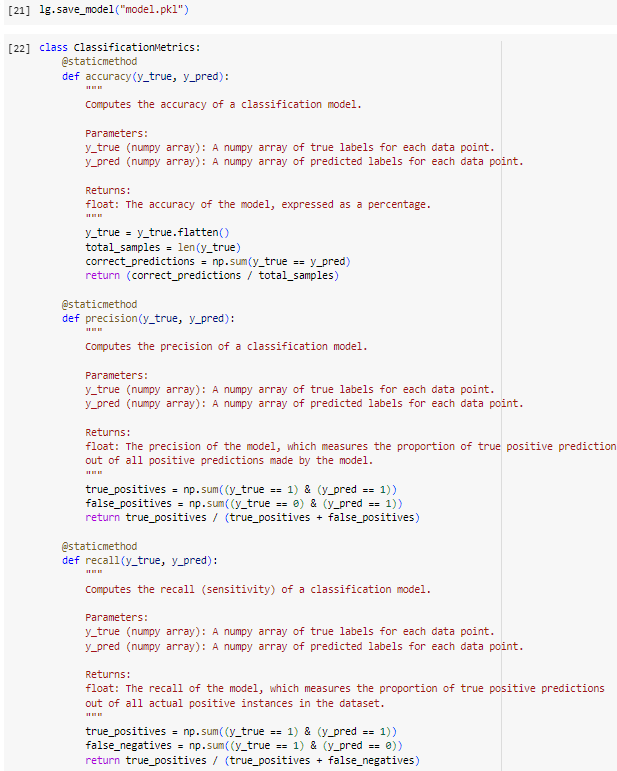 [21] lg.save_model("model.pkl")
[22] class ClassificationMetrics:
@staticmethod
def accuracy(y_true, y_pred):
"""
Computes the accuracy of a classification model.
Parameters:
y_true (numpy array): A numpy array of true labels for each data point.
y_pred (numpy array): A numpy array of predicted labels for each data point.
Returns:
float: The accuracy of the model, expressed as a percentage.
"""
y_true = y_true.flatten()
total_samples = len(y_true)
correct_predictions = np.sum(y_true == y_pred)
return (correct_predictions / total_samples)
@staticmethod
def precision(y_true, y_pred):
"""
Computes the precision of a classification model.
Parameters:
y_true (numpy array): A numpy array of true labels for each data point.
y_pred (numpy array): A numpy array of predicted labels for each data point.
Returns:
float: The precision of the model, which measures the proportion of true positive prediction
out of all positive predictions made by the model.
"""
true_positives = np.sum((y_true == 1) & (y_pred == 1))
false_positives = np.sum((y_true == 0) & (y_pred == 1))
return true_positives / (true_positives + false_positives)
@staticmethod
def recall(y_true, y_pred):
"""
Computes the recall (sensitivity) of a classification model.
Parameters:
y_true (numpy array): A numpy array of true labels for each data point.
y_pred (numpy array): A numpy array of predicted labels for each data point.
Returns:
float: The recall of the model, which measures the proportion of true positive predictions
out of all actual positive instances in the dataset.
"""
true_positives = np.sum((y_true == 1) & (y_pred == 1))
false_negatives = np.sum((y_true == 1) & (y_pred == 0))
return true_positives / (true_positives + false_negatives)